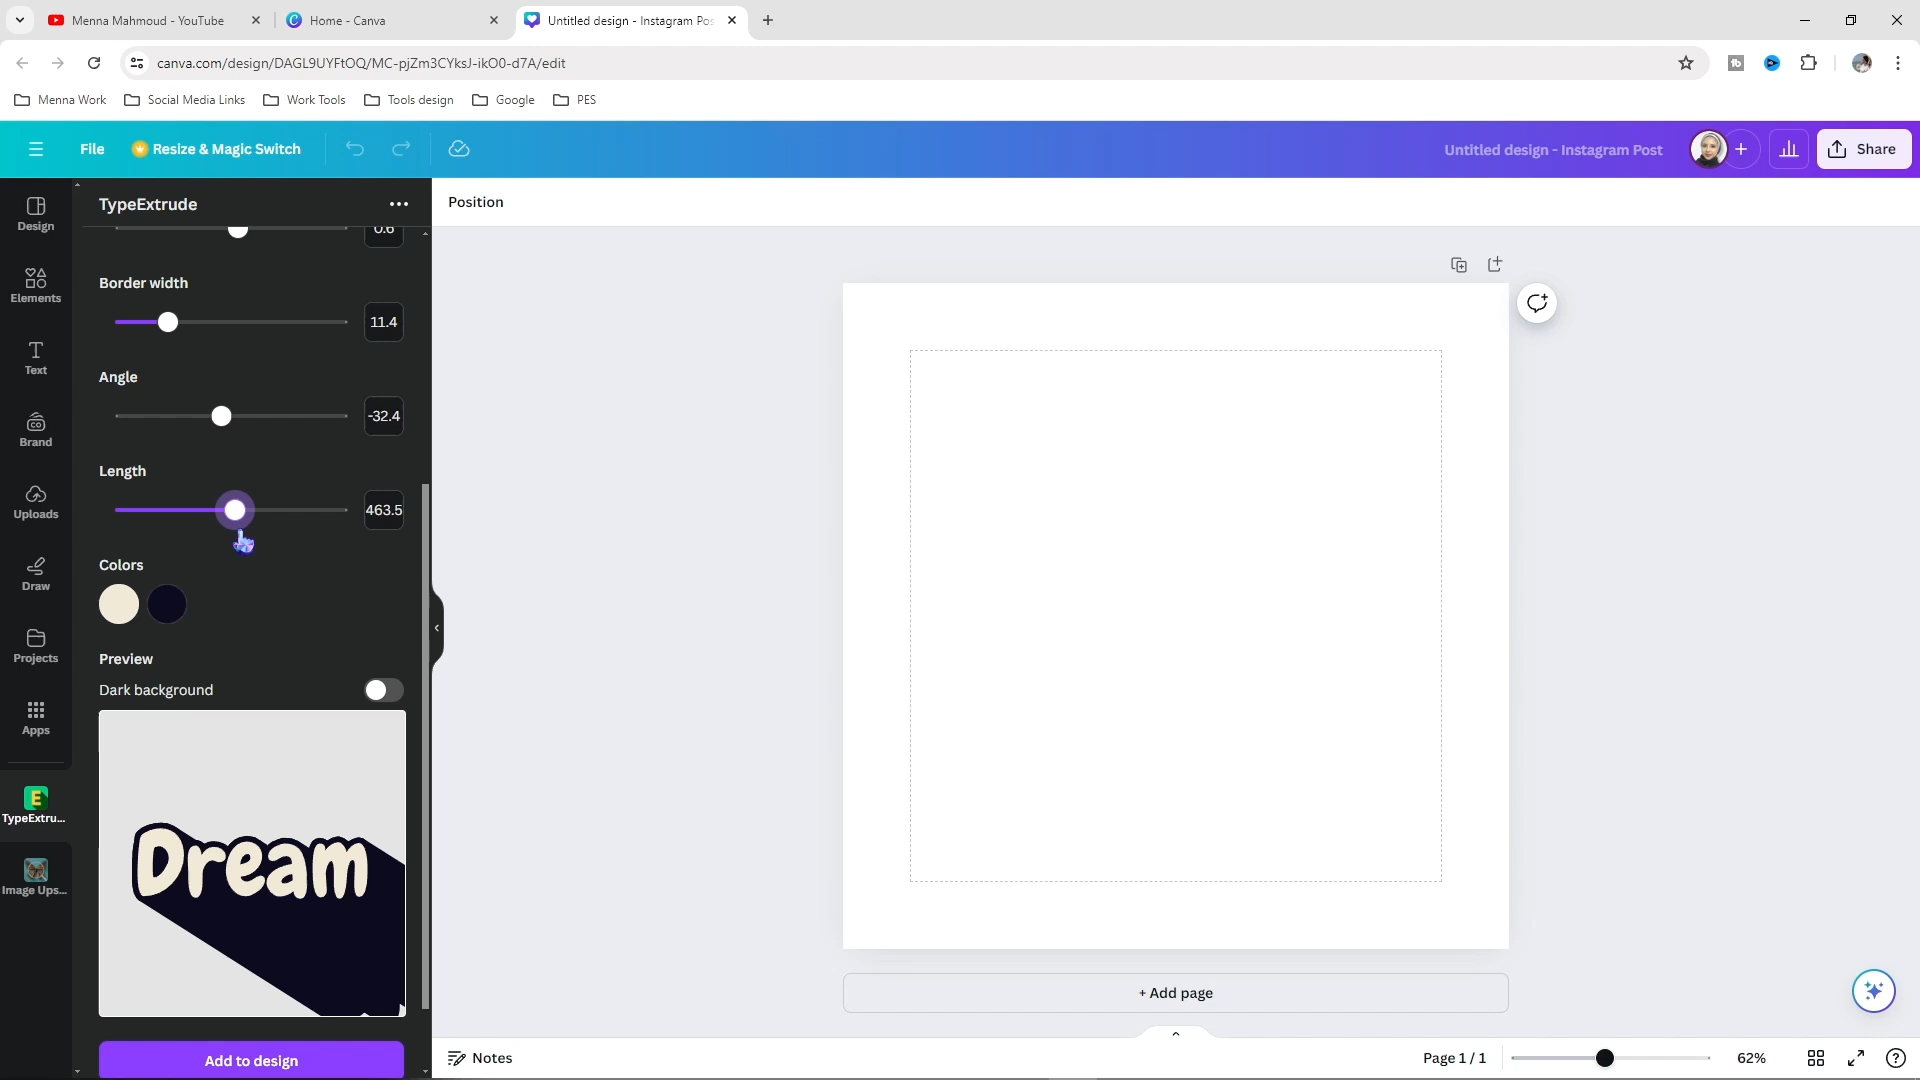 Menna Mahmoud - YouTube
Home - Canva
Untitled design - Instagram Pos
canva.com/design/DAGL9UYFtOQ/MC-pjZm3CYksJ-ikO0-d7A/edit
Menna Work
Social Media Links
Work Tools
Tools design
Google
PES
File
Resize & Magic Switch
Untitled design - Instagram Post
Share
Design
Elements
Text
Brand
Uploads
Draw
Projects
Apps
TypeExtru...
Image Ups...
TypeExtrude
0.6
Border width
11.4
Angle
-32.4
Length
463.5
Colors
Preview
Dark background
Dream
Add to design
Position
+ Add page
Notes
Page 1 / 1
62%